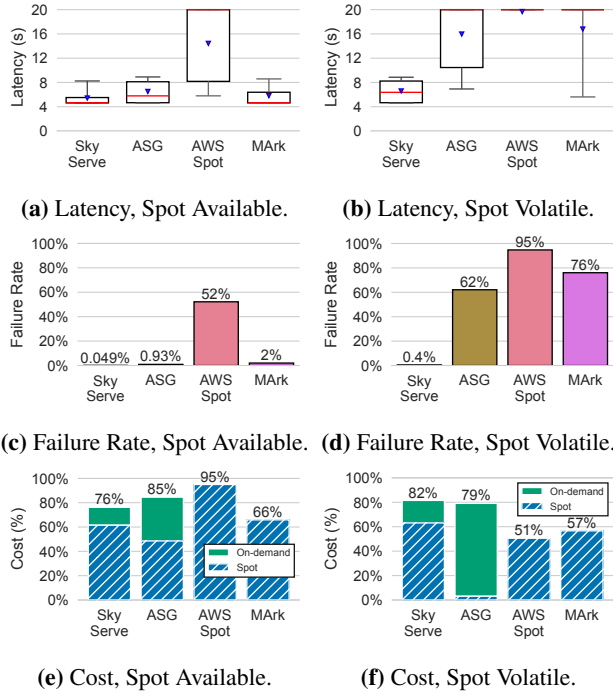 20
16
12
8
4
0
Latency (s)
Sky Serve
ASG
AWS Spot
MArk
20
16
12
8
4
0
Latency (s)
Sky Serve
ASG
AWS Spot
MArk
(a) Latency, Spot Available.
(b) Latency, Spot Volatile.
100%
80%
60%
40%
20%
0%
Failure Rate
0.049%
0.93%
52%
2%
Sky Serve
ASG
AWS Spot
MArk
100%
80%
60%
40%
20%
0%
Failure Rate
0.4%
62%
95%
76%
Sky Serve
ASG
AWS Spot
MArk
(c) Failure Rate, Spot Available.
(d) Failure Rate, Spot Volatile.
100%
80%
60%
40%
20%
0%
Cost (%)
76%
85%
95%
66%
On-demand
Spot
Sky Serve
ASG
AWS Spot
MArk
100%
80%
60%
40%
20%
0%
Cost (%)
82%
79%
51%
57%
On-demand
Spot
Sky Serve
ASG
AWS Spot
MArk
(e) Cost, Spot Available.
(f) Cost, Spot Volatile.